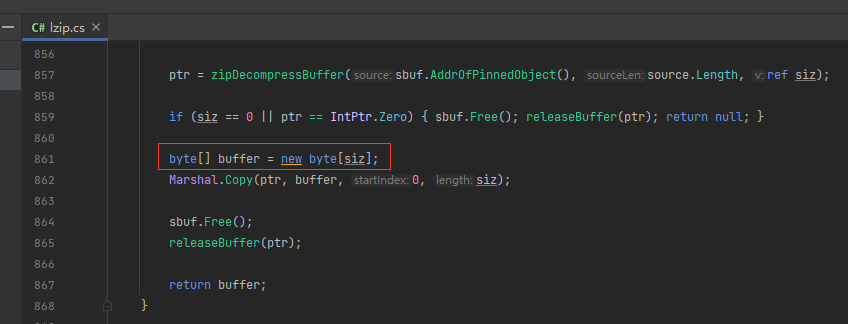 C# lzip.cs ×
856
857 ptr = zipDecompressBuffer( source: sbuf.AddrOfPinnedObject(), sourceLen: source.Length, v: ref siz);
858
859 if (siz == 0 || ptr == IntPtr.Zero) { sbuf.Free(); releaseBuffer(ptr); return null; }
860
861 byte[] buffer = new byte[siz];
862 Marshal.Copy(ptr, buffer, startIndex: 0, length: siz);
863
864 sbuf.Free();
865 releaseBuffer(ptr);
866
867 return buffer;
868 }